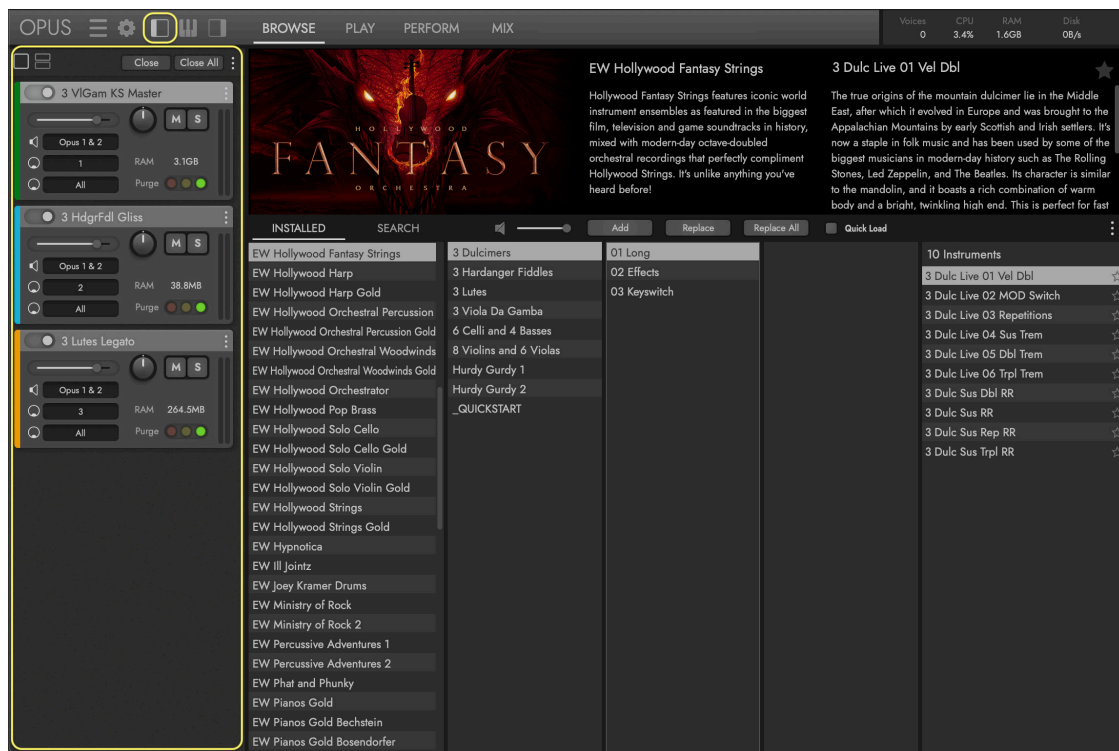 OPUS
BROWSE PLAY PERFORM MIX
Voices CPU RAM Disk
0 3.4% 1.6GB 0B/s
Close Close All
3 VlGam KS Master
M S
Opus 1 & 2
1 RAM 3.1GB
All Purge
3 HdgrFdl Gliss
M S
Opus 1 & 2
2 RAM 38.8MB
All Purge
3 Lutes Legato
M S
Opus 1 & 2
3 RAM 264.5MB
All Purge
HOLLYWOOD
FANTASY
ORCHESTRA
EW Hollywood Fantasy Strings
Hollywood Fantasy Strings features iconic world
instrument ensembles as featured in the biggest
film, television and game soundtracks in history,
mixed with modern-day octave-doubled
orchestral recordings that perfectly compliment
Hollywood Strings. It's unlike anything you've
heard before!
3 Dulc Live 01 Vel Dbl
The true origins of the mountain dulcimer lie in the Middle
East, after which it evolved in Europe and was brought to the
Appalachian Mountains by early Scottish and Irish settlers. It's
now a staple in folk music and has been used by some of the
biggest musicians in modern-day history such as The Rolling
Stones, Led Zeppelin, and The Beatles. Its character is similar
to the mandolin, and it boasts a rich combination of warm
body and a bright, twinkling high end. This is perfect for fast
INSTALLED SEARCH
Add Replace Replace All Quick Load
EW Hollywood Fantasy Strings
EW Hollywood Harp
EW Hollywood Harp Gold
EW Hollywood Orchestral Percussion
EW Hollywood Orchestral Percussion Gold
EW Hollywood Orchestral Woodwinds
EW Hollywood Orchestral Woodwinds Gold
EW Hollywood Orchestrator
EW Hollywood Pop Brass
EW Hollywood Solo Cello
EW Hollywood Solo Cello Gold
EW Hollywood Solo Violin
EW Hollywood Solo Violin Gold
EW Hollywood Strings
EW Hollywood Strings Gold
EW Hypnotica
EW Ill Jointz
EW Joey Kramer Drums
EW Ministry of Rock
EW Ministry of Rock 2
EW Percussive Adventures 1
EW Percussive Adventures 2
EW Phat and Phunky
EW Pianos Gold
EW Pianos Gold Bechstein
EW Pianos Gold Bosendorfer
3 Dulcimers
3 Hardanger Fiddles
3 Lutes
3 Viola Da Gamba
6 Celli and 4 Basses
8 Violins and 6 Violas
Hurdy Gurdy 1
Hurdy Gurdy 2
_QUICKSTART
01 Long
02 Effects
03 Keyswitch
10 Instruments
3 Dulc Live 01 Vel Dbl
3 Dulc Live 02 MOD Switch
3 Dulc Live 03 Repetitions
3 Dulc Live 04 Sus Trem
3 Dulc Live 05 Dbl Trem
3 Dulc Live 06 Trpl Trem
3 Dulc Sus Dbl RR
3 Dulc Sus RR
3 Dulc Sus Rep RR
3 Dulc Sus Trpl RR